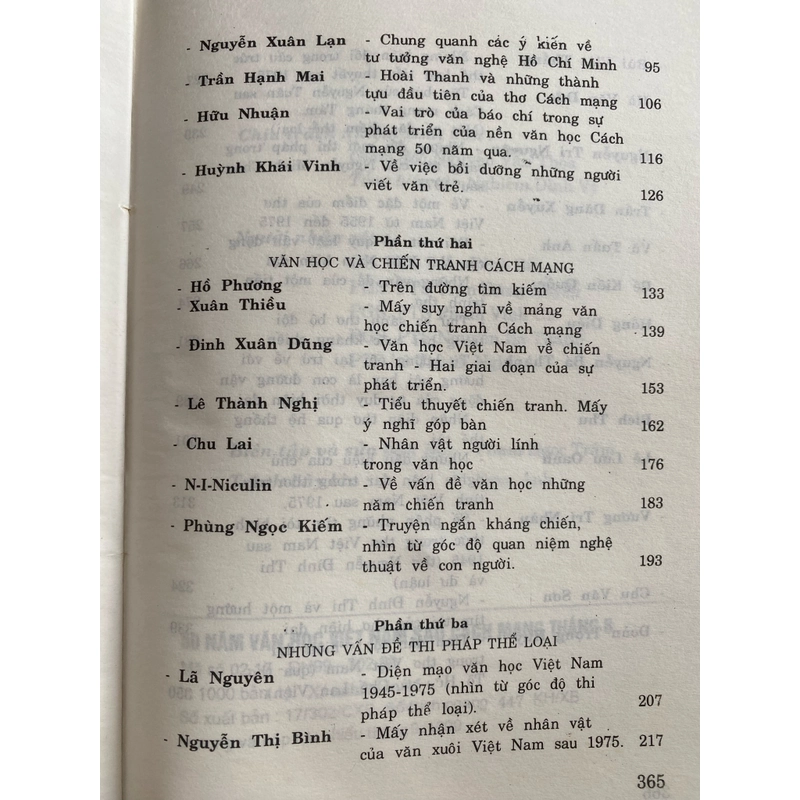 - Nguyễn Xuân Lạn - Chung quanh các ý kiến về
tư tưởng văn nghệ Hồ Chí Minh 95
- Trần Hạnh Mai - Hoài Thanh và những thành
tựu đầu tiên của thơ Cách mạng 106
- Hữu Nhuận - Vai trò của báo chí trong sự
phát triển của nền văn học Cách
mạng 50 năm qua. 116
- Huỳnh Khái Vinh - Về việc bồi dưỡng những người
viết văn trẻ. 126
Phần thứ hai
VĂN HỌC VÀ CHIẾN TRANH CÁCH MẠNG
- Hồ Phương - Trên đường tìm kiếm 133
- Xuân Thiều - Mấy suy nghĩ về mảng văn
học chiến tranh Cách mạng 139
- Đinh Xuân Dũng - Văn học Việt Nam về chiến
tranh - Hai giai đoạn của sự
phát triển. 153
- Lê Thành Nghị - Tiểu thuyết chiến tranh. Mấy
ý nghĩ góp bàn 162
- Chu Lai - Nhân vật người lính
trong văn học 176
- N-I-Niculin - Về vấn đề văn học những
năm chiến tranh 183
- Phùng Ngọc Kiếm - Truyện ngắn kháng chiến,
nhìn từ góc độ quan niệm nghệ
thuật về con người. 193
Phần thứ ba
NHỮNG VẤN ĐỀ THI PHÁP THỂ LOẠI
- Lã Nguyên - Diện mạo văn học Việt Nam
1945-1975 (nhìn từ góc độ thi
pháp thể loại). 207
- Nguyễn Thị Bình - Mấy nhận xét về nhân vật
của văn xuôi Việt Nam sau 1975. 217
365